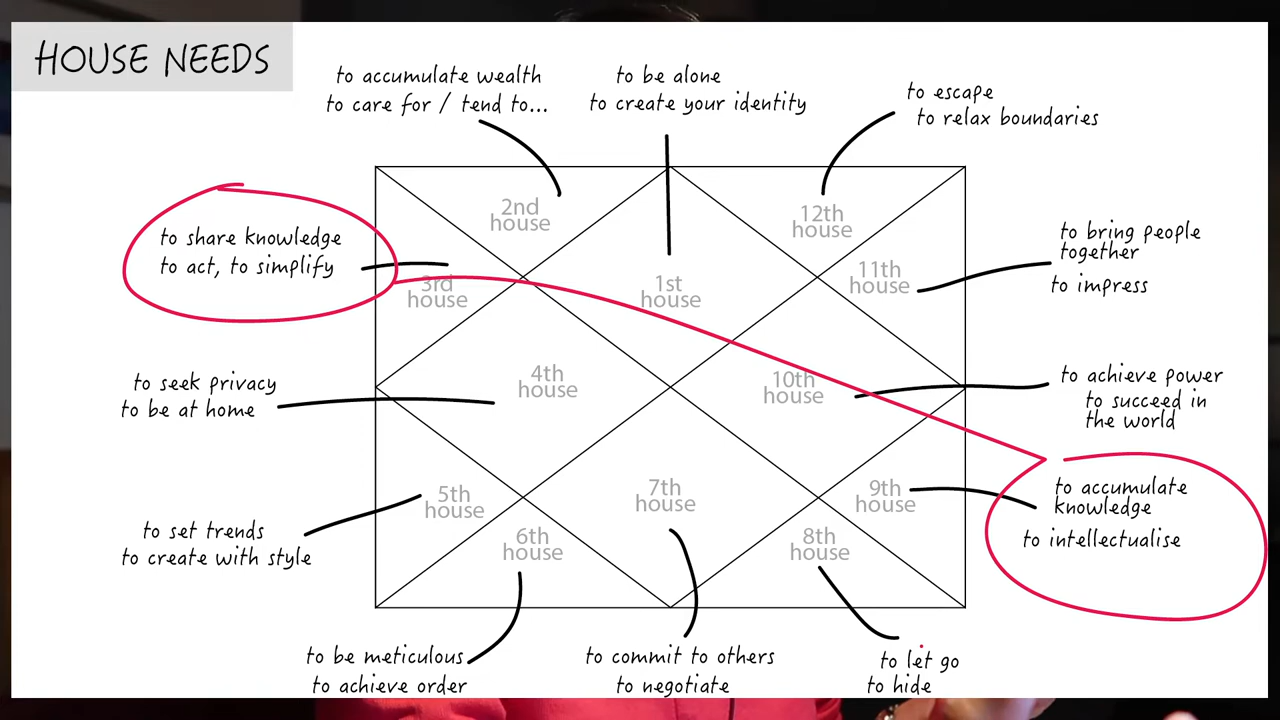 HOUSE NEEDS
to accumulate wealth
to care for / tend to...
to be alone
to create your identity
to escape
to relax boundaries
2nd
house
12th
house
to share knowledge
to act, to simplify
3rd
house
1st
house
11th
house
to bring people
together
to impress
to seek privacy
to be at home
4th
house
10th
house
to achieve power
to succeed in
the world
5th
house
7th
house
9th
house
to accumulate
knowledge
to intellectualise
to set trends
to create with style
6th
house
8th
house
to be meticulous
to achieve order
to commit to others
to negotiate
to let go
to hide